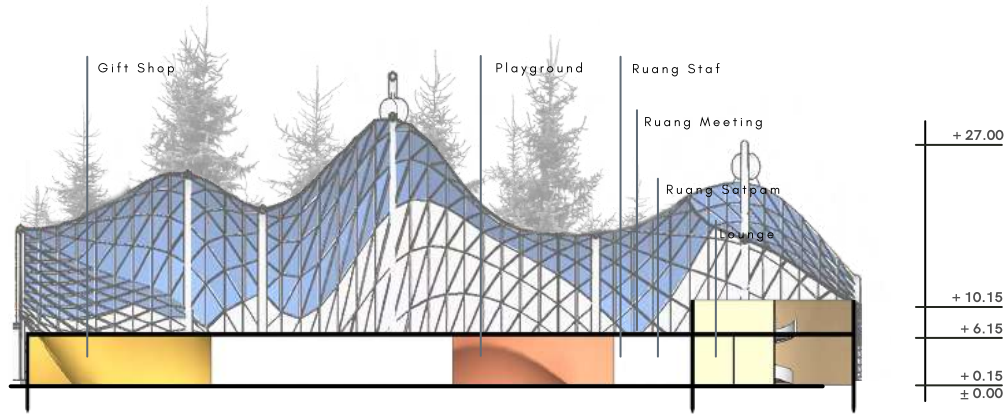 Gift Shop
Playground
Ruang Staf
Ruang Meeting
Ruang Satpam
Lounge
+ 27.00
+ 10.15
+ 6.15
+ 0.15
± 0.00